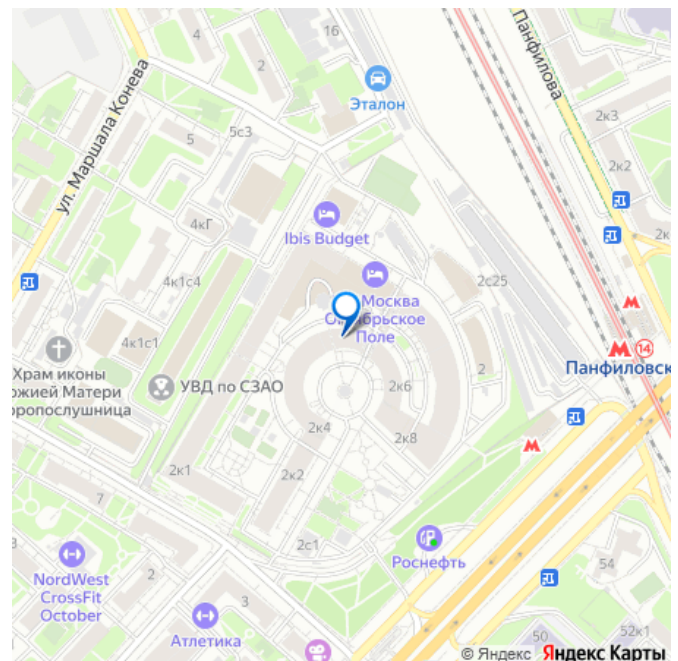 16
4
2
Эталон
Панфилова
ул. Маршала Конева
5с3
5
2к3
2к2
4кГ
Ibis Budget
2к
4к1с4
2с25
Москва
Октябрьское
Поле
14
4к1с1
2
Панфиловск
Храм иконы
ожией Матери
оропослушница
УВД по СЗАО
2к6
2к4
2к8
2к1
2к2
7
2с1
Роснефть
54
NordWest
CrossFit
October
2
3
Атлетика
50
52к1
© Яндекс Яндекс Карты